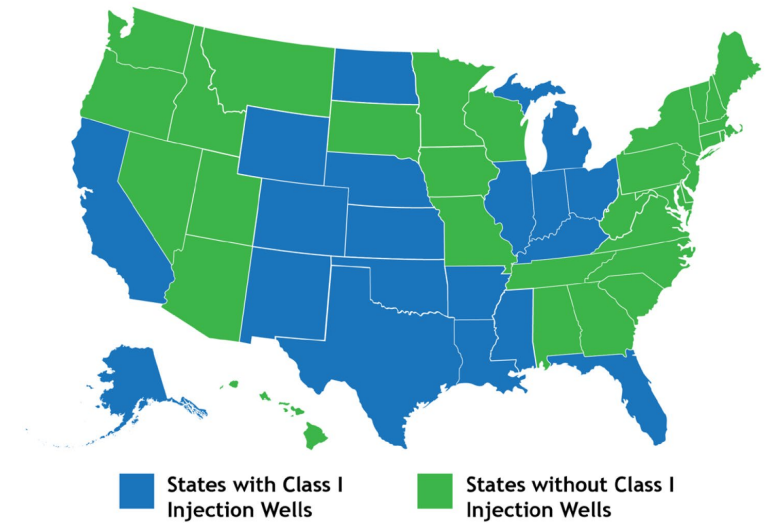 States with Class I
Injection Wells
States without Class I
Injection Wells